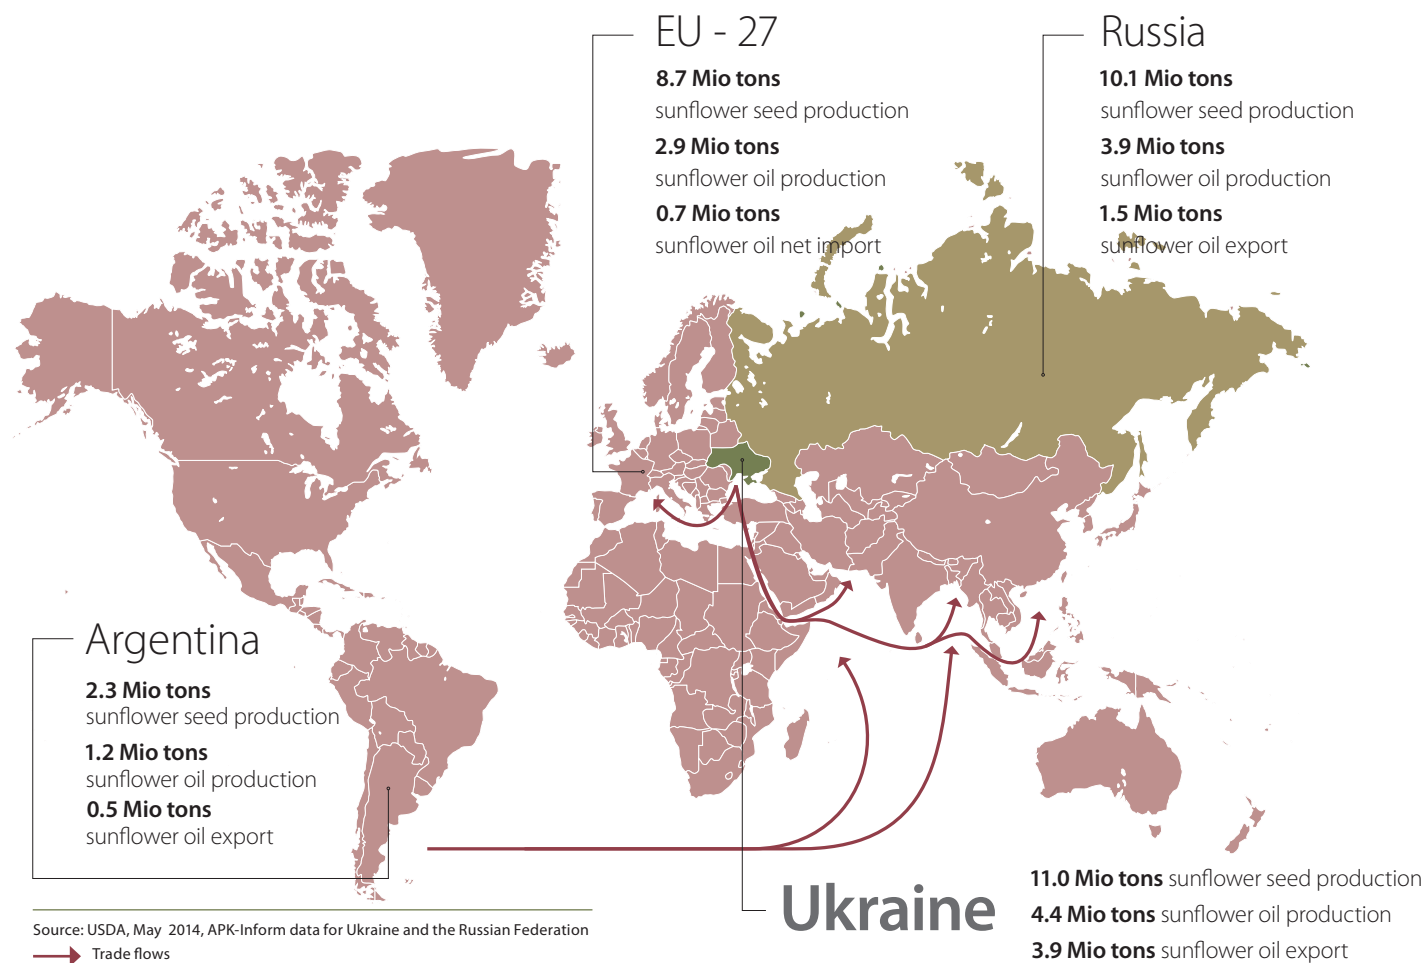 EU - 27
8.7 Mio tons
sunflower seed production
2.9 Mio tons
sunflower oil production
0.7 Mio tons
sunflower oil net import
Russia
10.1 Mio tons
sunflower seed production
3.9 Mio tons
sunflower oil production
1.5 Mio tons
sunflower oil export
Argentina
2.3 Mio tons
sunflower seed production
1.2 Mio tons
sunflower oil production
0.5 Mio tons
sunflower oil export
Ukraine
11.0 Mio tons sunflower seed production
4.4 Mio tons sunflower oil production
3.9 Mio tons sunflower oil export
Source: USDA, May 2014, APK-Inform data for Ukraine and the Russian Federation
Trade flows